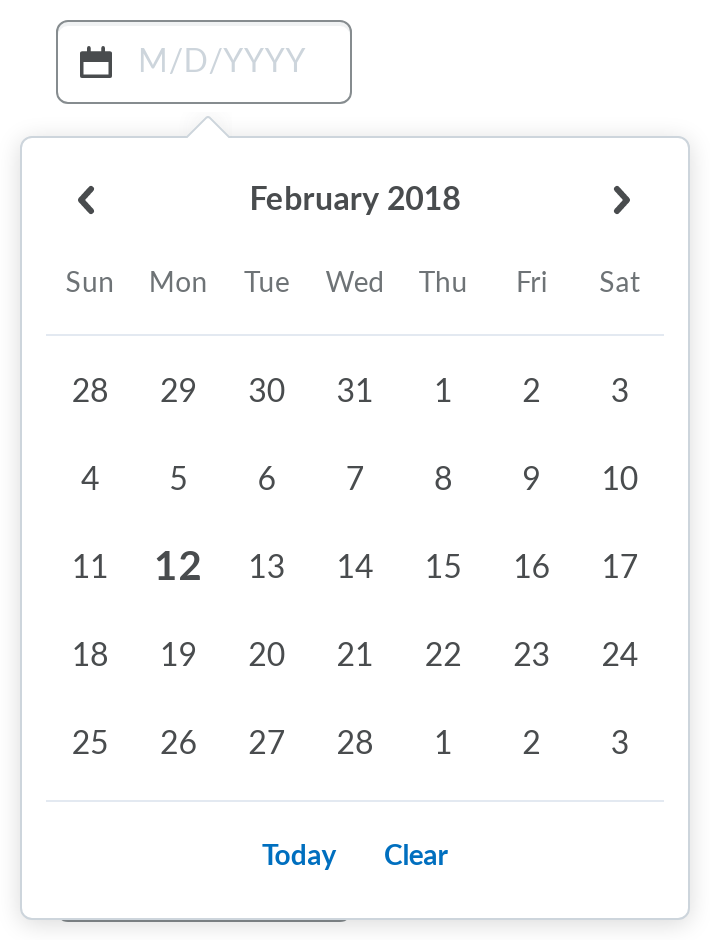 M/D/YYYY
February 2018
Sun Mon Tue Wed Thu Fri Sat
28 29 30 31 1 2 3
4 5 6 7 8 9 10
11 12 13 14 15 16 17
18 19 20 21 22 23 24
25 26 27 28 1 2 3
Today Clear